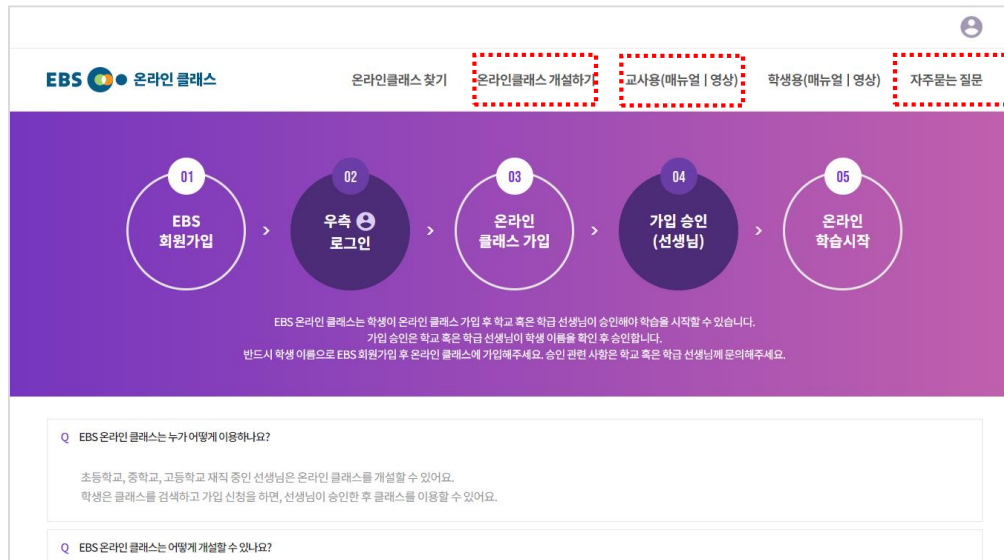 EBS 온라인 클래스
온라인클래스 찾기
온라인클래스 개설하기
교사용(매뉴얼 | 영상)
학생용(매뉴얼 | 영상)
자주묻는 질문
01
EBS
회원가입
>
02
우측
로그인
>
03
온라인
클래스 가입
>
04
가입 승인
(선생님)
>
05
온라인
학습시작
EBS 온라인 클래스는 학생이 온라인 클래스 가입 후 학교 혹은 학급 선생님이 승인해야 학습을 시작할 수 있습니다.
가입 승인은 학교 혹은 학급 선생님이 학생 이름을 확인 후 승인합니다.
반드시 학생 이름으로 EBS 회원가입 후 온라인 클래스에 가입해주세요. 승인 관련 사항은 학교 혹은 학급 선생님께 문의해주세요.
Q EBS 온라인 클래스는 누가 어떻게 이용하나요?
초등학교, 중학교, 고등학교 재직 중인 선생님은 온라인 클래스를 개설할 수 있어요.
학생은 클래스를 검색하고 가입 신청을 하면, 선생님이 승인한 후 클래스를 이용할 수 있어요.
Q EBS 온라인 클래스는 어떻게 개설할 수 있나요?